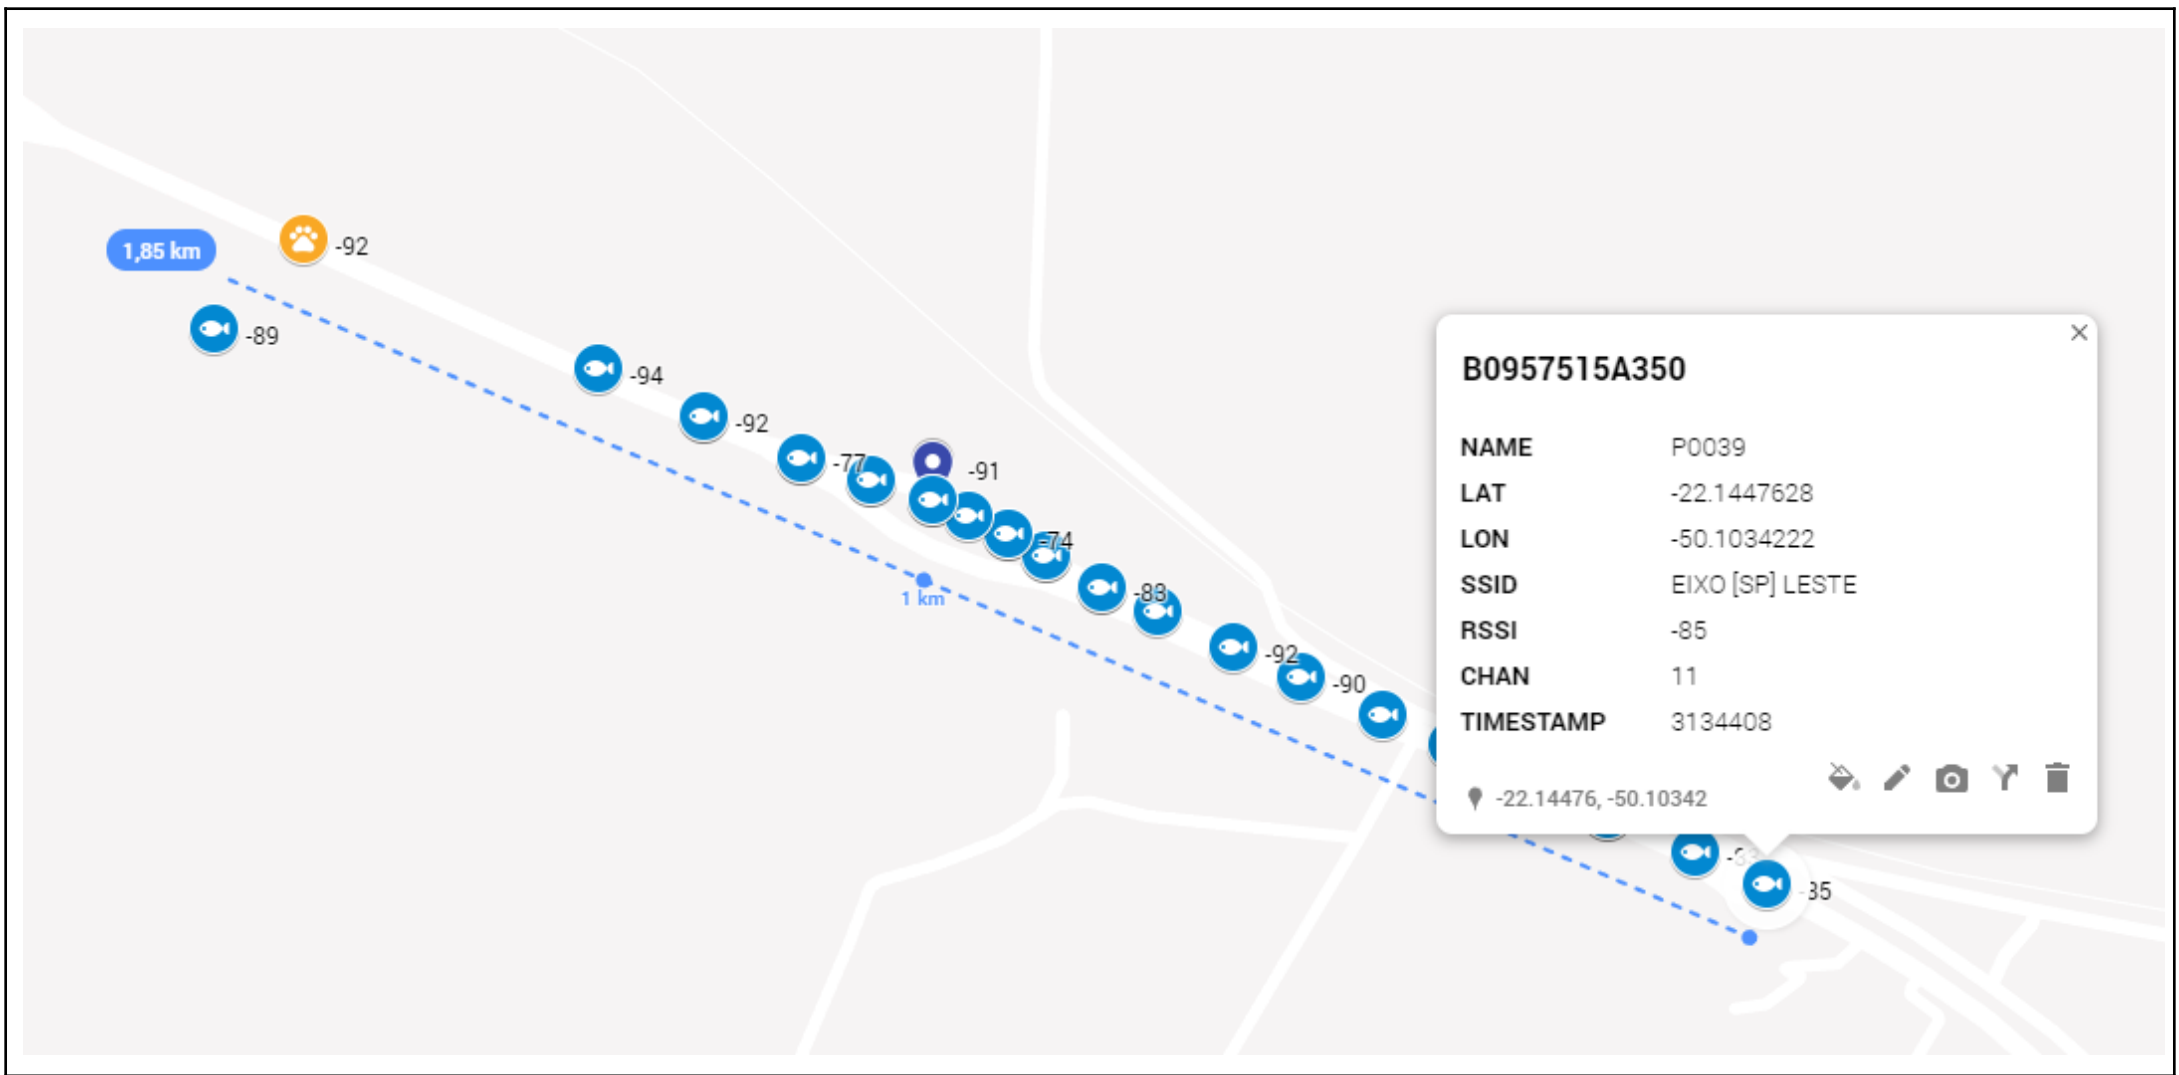 -92
1,85 km
-89
-94
-92
-77
-91
-74
1 km
-83
-92
-90
B0957515A350
NAME P0039
LAT -22.1447628
LON -50.1034222
SSID EIXO [SP] LESTE
RSSI -85
CHAN 11
TIMESTAMP 3134408
-22.14476, -50.10342